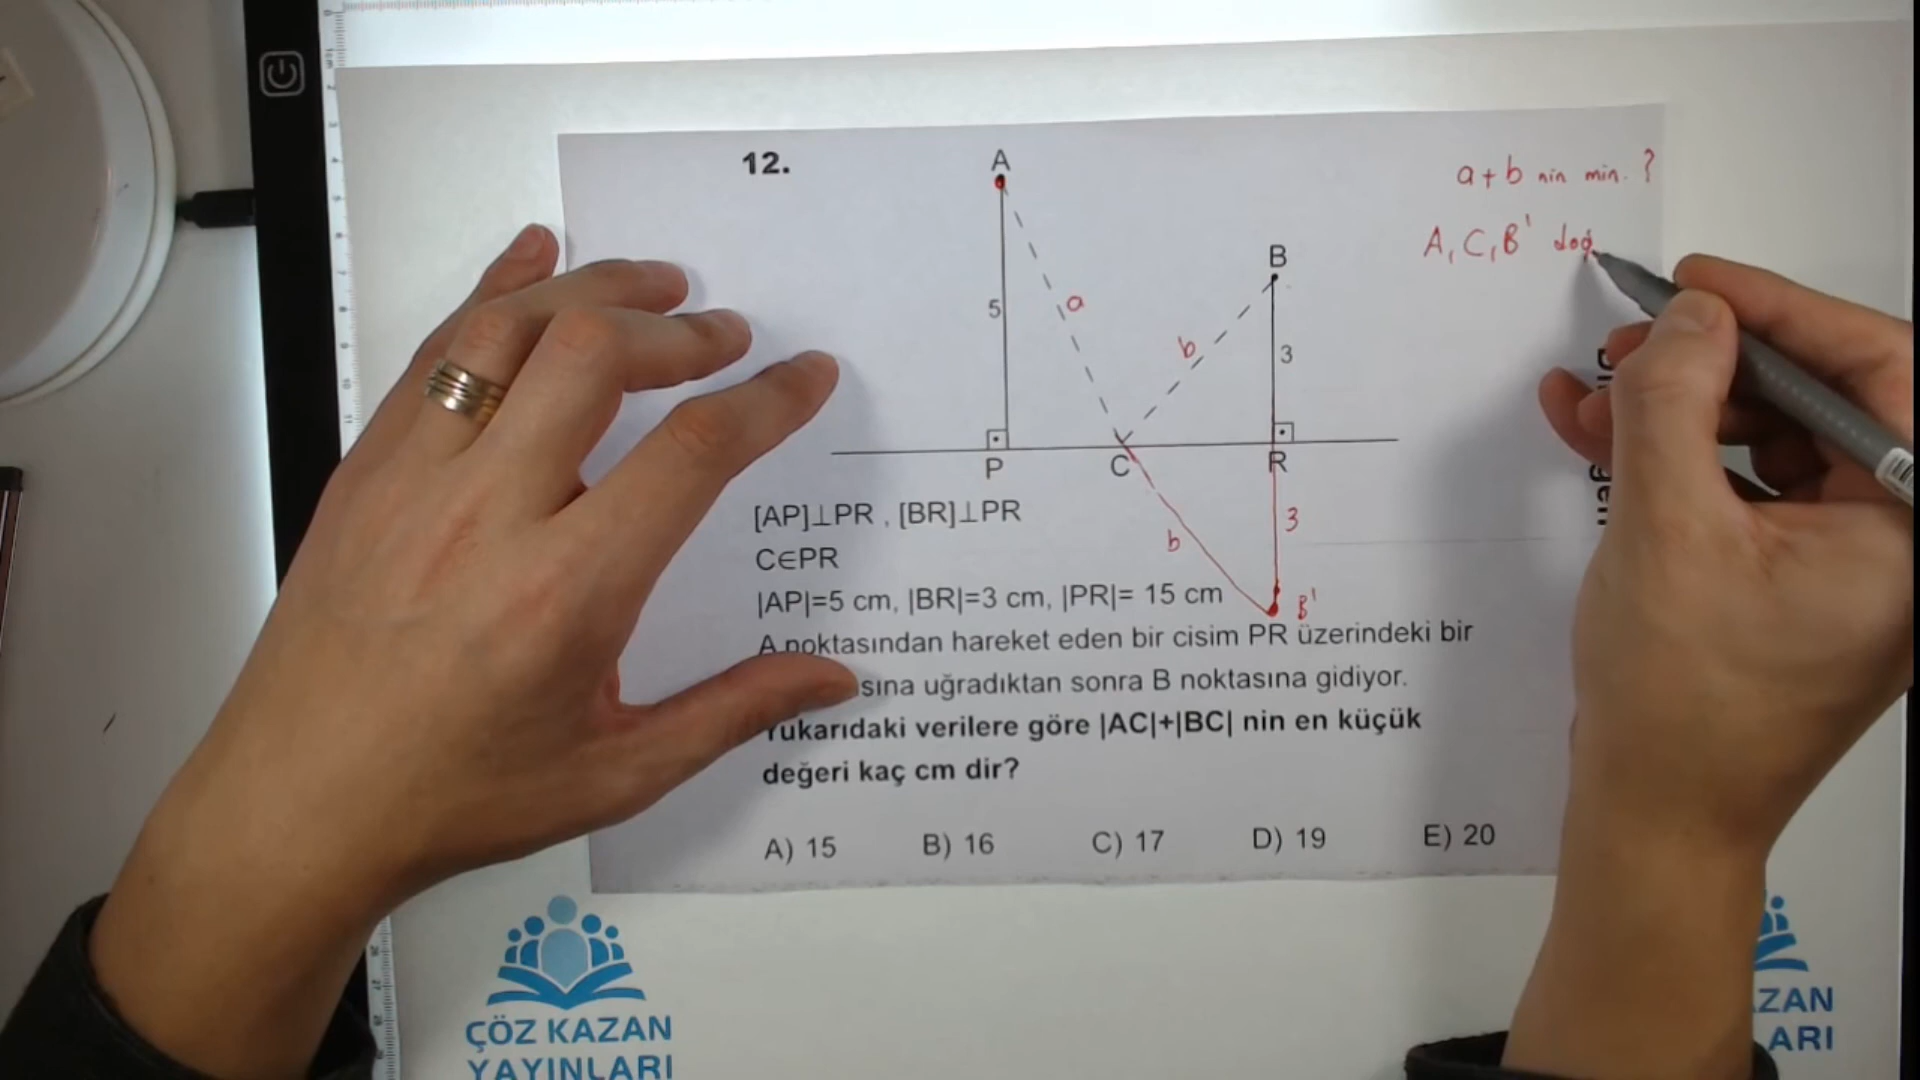 12.
A
a+b nin min. ?
A, C, B' doğ
B
5
a
b
3
P
C
R
[AP]⊥PR , [BR]⊥PR
3
b
C∈PR
|AP|=5 cm, |BR|=3 cm, |PR|= 15 cm
B'
A noktasından hareket eden bir cisim PR üzerindeki bir
sına uğradıktan sonra B noktasına gidiyor.
Yukarıdaki verilere göre |AC|+|BC| nin en küçük
değeri kaç cm dir?
A) 15 B) 16 C) 17 D) 19 E) 20
ÇÖZ KAZAN
YAYINLARI
ZAN
ARI